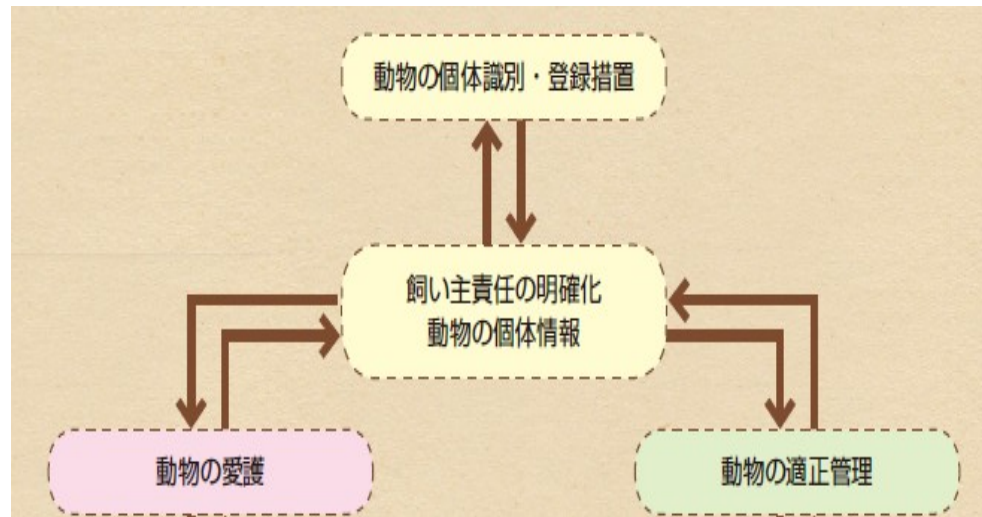 動物の個体識別・登録措置
飼い主責任の明確化
動物の個体情報
動物の愛護
動物の適正管理